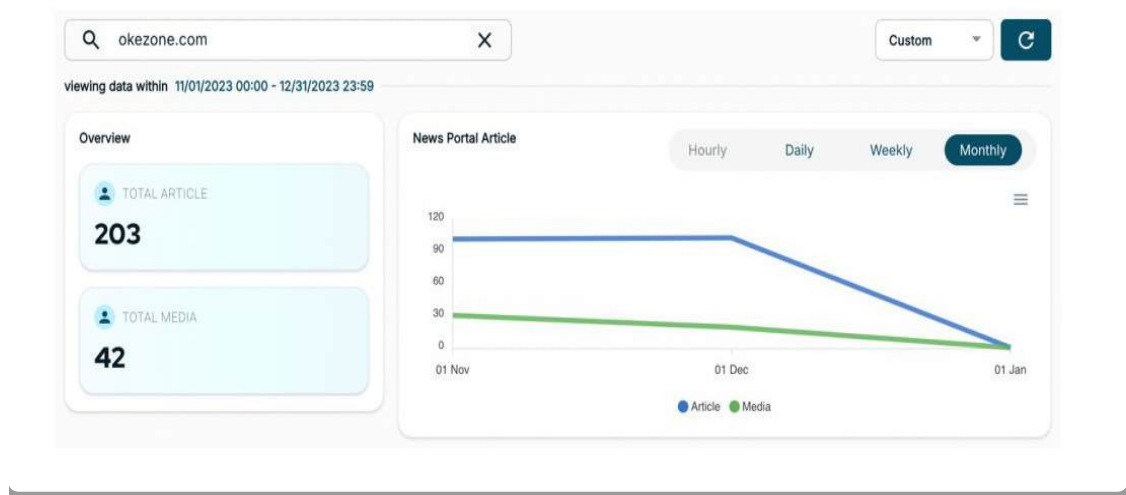 okezone.com
Custom
viewing data within 11/01/2023 00:00 - 12/31/2023 23:59
Overview
TOTAL ARTICLE
203
TOTAL MEDIA
42
News Portal Article
Hourly Daily Weekly Monthly
120
90
60
30
0
01 Nov 01 Dec 01 Jan
Article Media